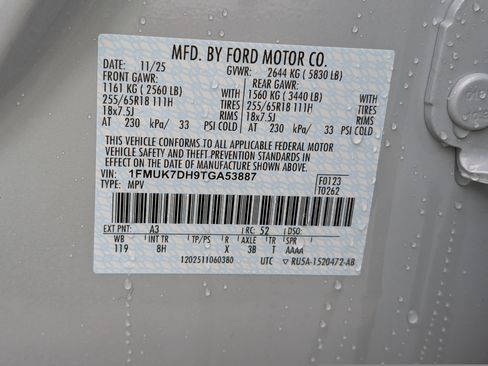 MFD. BY FORD MOTOR CO.
DATE: 11/25 GVWR: 2644 KG ( 5830 LB)
FRONT GAWR: REAR GAWR:
1161 KG ( 2560 LB) WITH 1560 KG ( 3440 LB) WITH
255/65R18 111H TIRES 255/65R18 111H TIRES
18x7.5J RIMS 18x7.5J RIMS
AT 230 kPa/ 33 PSI COLD AT 230 kPa/ 33 PSI COLD
THIS VEHICLE CONFORMS TO ALL APPLICABLE FEDERAL MOTOR
VEHICLE SAFETY AND THEFT PREVENTION STANDARDS IN
EFFECT ON THE DATE OF MANUFACTURE SHOWN ABOVE.
VIN: 1FMUK7DH9TGA53887 F0123
TYPE: MPV T0262
EXT PNT: A3 RC: 52 DSO:
WB INT TR TP/PS R AX TR SPR
119 8H X 3B T AAAA
1202511060380 UTC ▽ RU5A-1520472-AB